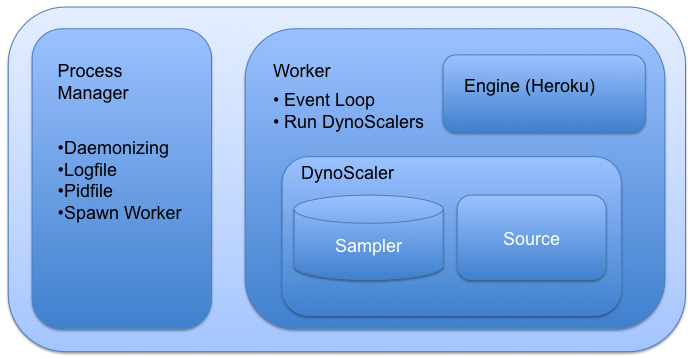 Process
Manager
•Daemonizing
•Logfile
•Pidfile
•Spawn Worker
Worker
• Event Loop
• Run DynoScalers
Engine (Heroku)
DynoScaler
Sampler
Source